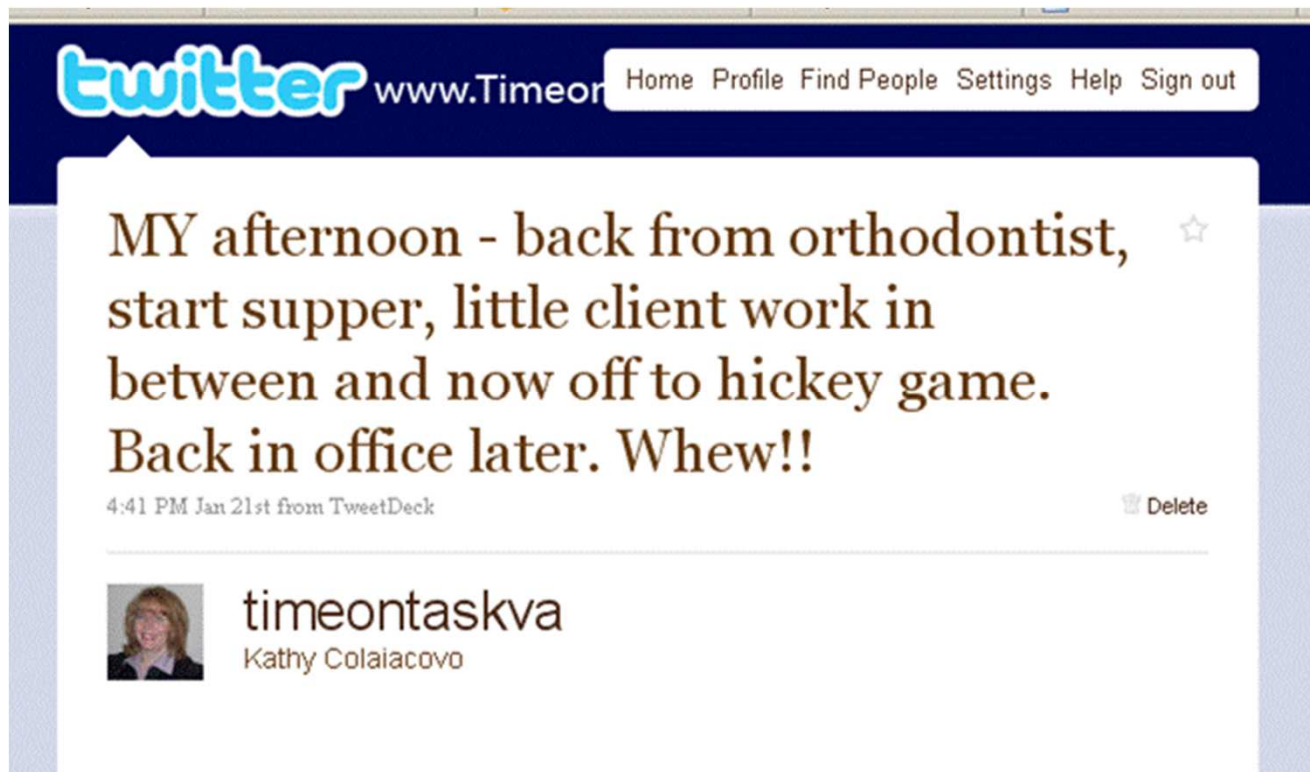 twitter www.Timeor Home Profile Find People Settings Help Sign out
MY afternoon - back from orthodontist,
start supper, little client work in
between and now off to hickey game.
Back in office later. Whew!!
4:41 PM Jan 21st from TweetDeck Delete
timeontaskva
Kathy Colaiacovo